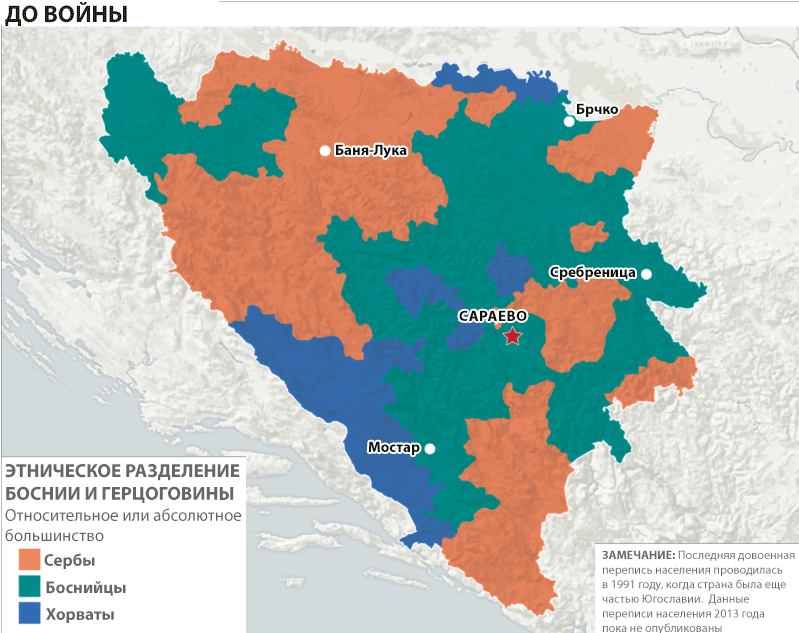 ДО ВОЙНЫ
Брчко
Баня-Лука
Сребреница
САРАЕВО
Мостар
ЭТНИЧЕСКОЕ РАЗДЕЛЕНИЕ
БОСНИИ И ГЕРЦОГОВИНЫ
Относительное или абсолютное
большинство
Сербы
Боснийцы
Хорваты
ЗАМЕЧАНИЕ: Последняя довоенная
перепись населения проводилась
в 1991 году, когда страна была еще
частью Югославии. Данные
переписи населения 2013 года
пока не опубликованы